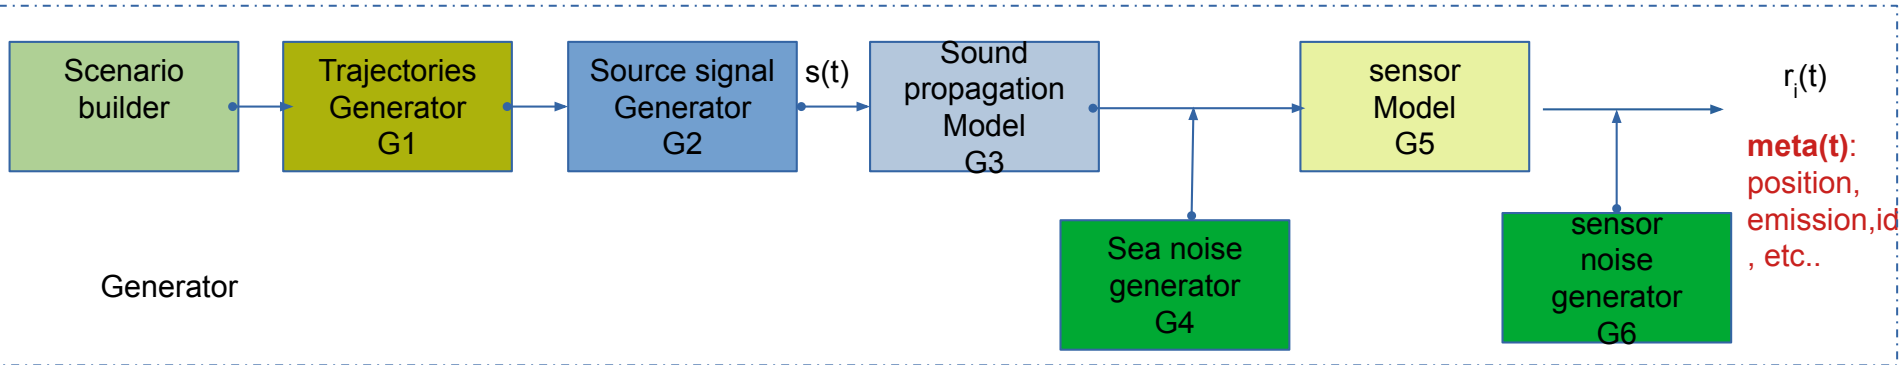 Scenario
builder
Trajectories
Generator
G1
Source signal
Generator
G2
s(t)
Sound
propagation
Model
G3
Sea noise
generator
G4
sensor
Model
G5
sensor
noise
generator
G6
r_i(t)
meta(t):
position,
emission,id
, etc..
Generator